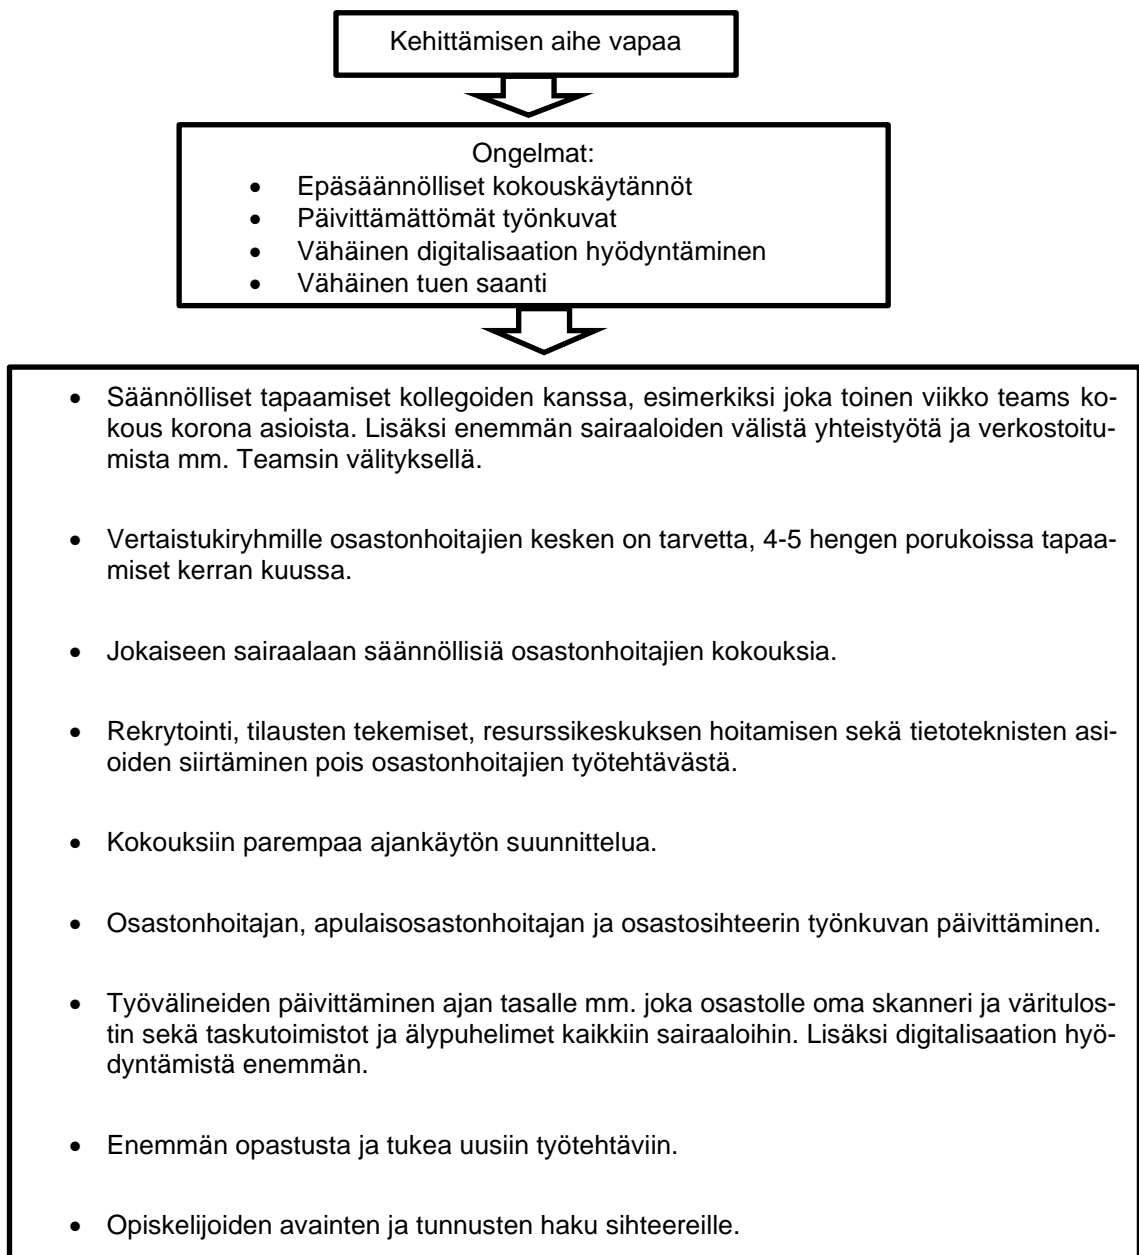 Kehittämisen aihe vapaa
Ongelmat:
• Epäsäännölliset kokouskäytännöt
• Päivittämättömät työnkuvat
• Vähäinen digitalisaation hyödyntäminen
• Vähäinen tuen saanti
• Säännölliset tapaamiset kollegoiden kanssa, esimerkiksi joka toinen viikko teams ko-
kous korona asioista. Lisäksi enemmän sairaaloiden välistä yhteistyötä ja verkostoitu-
mista mm. Teamsin välityksellä.
• Vertaistukiryhmille osastonhoitajien kesken on tarvetta, 4-5 hengen porukoissa tapaa-
miset kerran kuussa.
• Jokaiseen sairaalaan säännöllisiä osastonhoitajien kokouksia.
• Rekrytointi, tilausten tekemiset, resurssikeskuksen hoitamisen sekä tietoteknisten asi-
oiden siirtäminen pois osastonhoitajien työtehtävästä.
• Kokouksiin parempaa ajankäytön suunnittelua.
• Osastonhoitajan, apulaisosastonhoitajan ja osastosihteerin työnkuvan päivittäminen.
• Työvälineiden päivittäminen ajan tasalle mm. joka osastolle oma skanneri ja väritulos-
tin sekä taskutoimistot ja älypuhelimet kaikkiin sairaaloihin. Lisäksi digitalisaation hyö-
dyntämistä enemmän.
• Enemmän opastusta ja tukea uusiin työtehtäviin.
• Opiskelijoiden avainten ja tunnusten haku sihteereille.